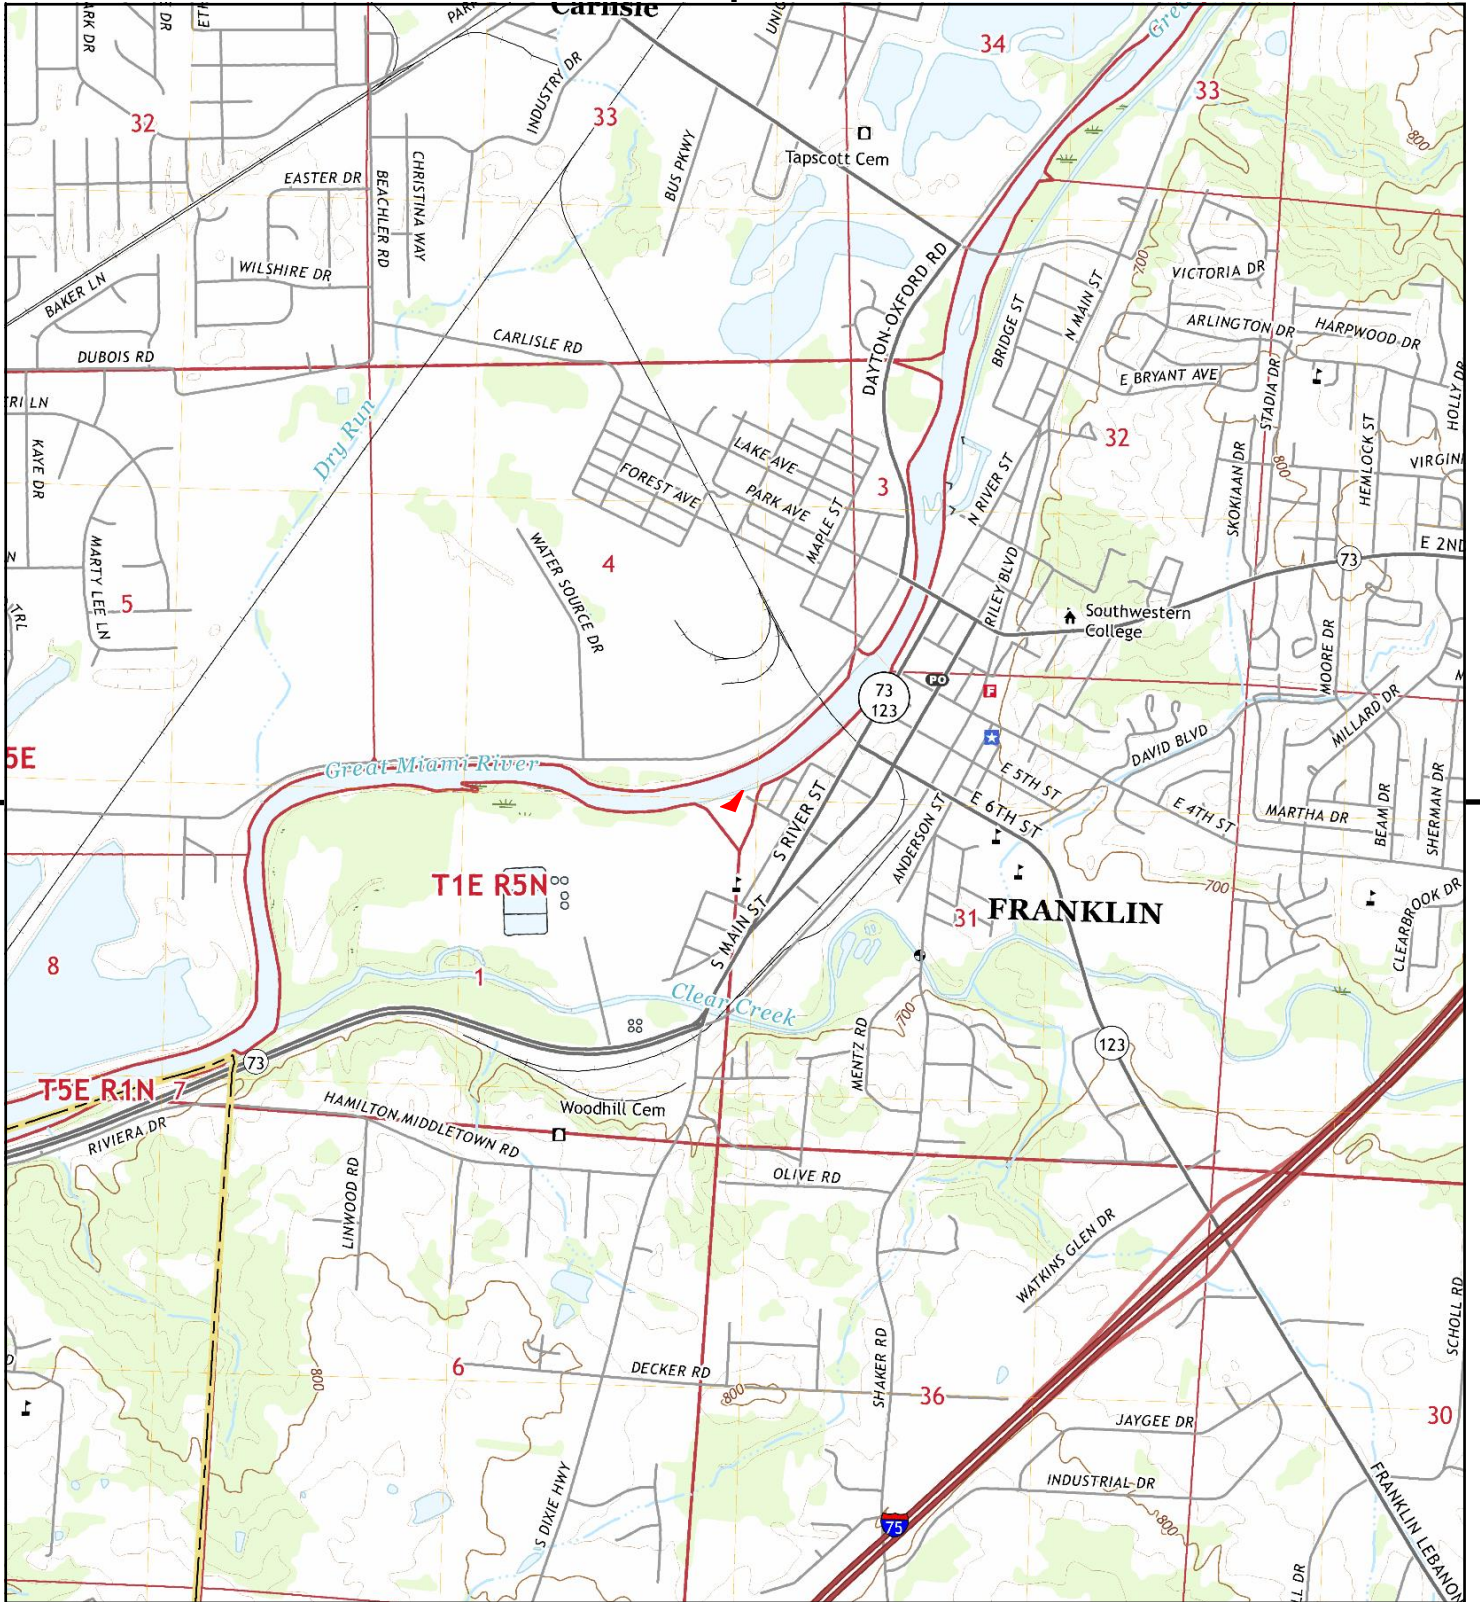 Carlisle
34
33
32
33
INDUSTRY DR
BUS PKWY
Tapscott Cem
800
EASTER DR
BEACHLER RD
CHRISTINA WAY
WILSHIRE DR
BAKER LN
DAYTON-OXFORD RD
700
VICTORIA DR
N MAIN ST
BRIDGE ST
ARLINGTON DR
HARPWOOD DR
DUBOIS RD
CARLISLE RD
E BRYANT AVE
STADIA DR
HOLLY DR
KAYE DR
Dry Run
LAKE AVE
FOREST AVE
PARK AVE
MAPLE ST
3
32
N RIVER ST
SKOKIAAN DR
800
HEMLOCK ST
E 2ND
73
MARTY LEE LN
5
4
WATER SOURCE DR
RILEY BLVD
Southwestern
College
MOORE DR
TRL
PO
F
73
123
MILLARD DR
DAVID BLVD
5E
Great Miami River
E 5TH ST
E 4TH ST
E 6TH ST
MARTHA DR
BEAM DR
SHERMAN DR
S RIVER ST
ANDERSON ST
T1E R5N
700
FRANKLIN
31
CLEARBROOK DR
S MAIN ST
8
1
Clear Creek
700
MENTZ RD
123
73
T5E R1N
7
RIVIERA DR
HAMILTON MIDDLETOWN RD
Woodhill Cem
OLIVE RD
LINWOOD RD
WATKINS GLEN DR
SCHOLL RD
SHAKER RD
800
6
DECKER RD
800
36
JAYGEE DR
30
INDUSTRIAL DR
S DIXIE HWY
75
800
FRANKLIN LEBANON